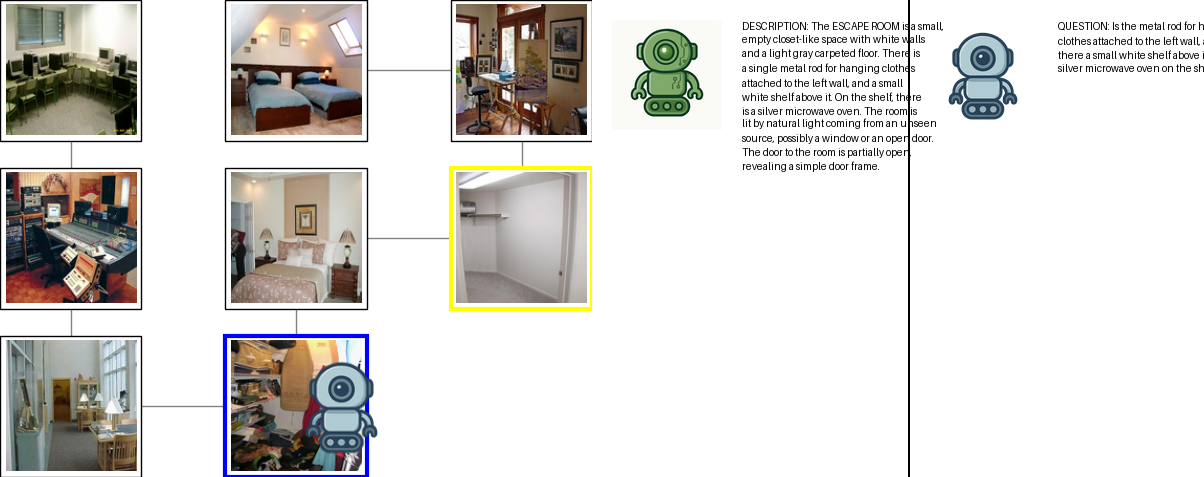 DESCRIPTION: The ESCAPE ROOM is a small,
empty closet-like space with white walls
and a light gray carpeted floor. There is
a single metal rod for hanging clothes
attached to the left wall, and a small
white shelf above it. On the shelf, there
is a silver microwave oven. The room is
lit by natural light coming from an unseen
source, possibly a window or an open door.
The door to the room is partially open,
revealing a simple door frame.
QUESTION: Is the metal rod for h
clothes attached to the left wall,
there a small white shelf above i
silver microwave oven on the sh